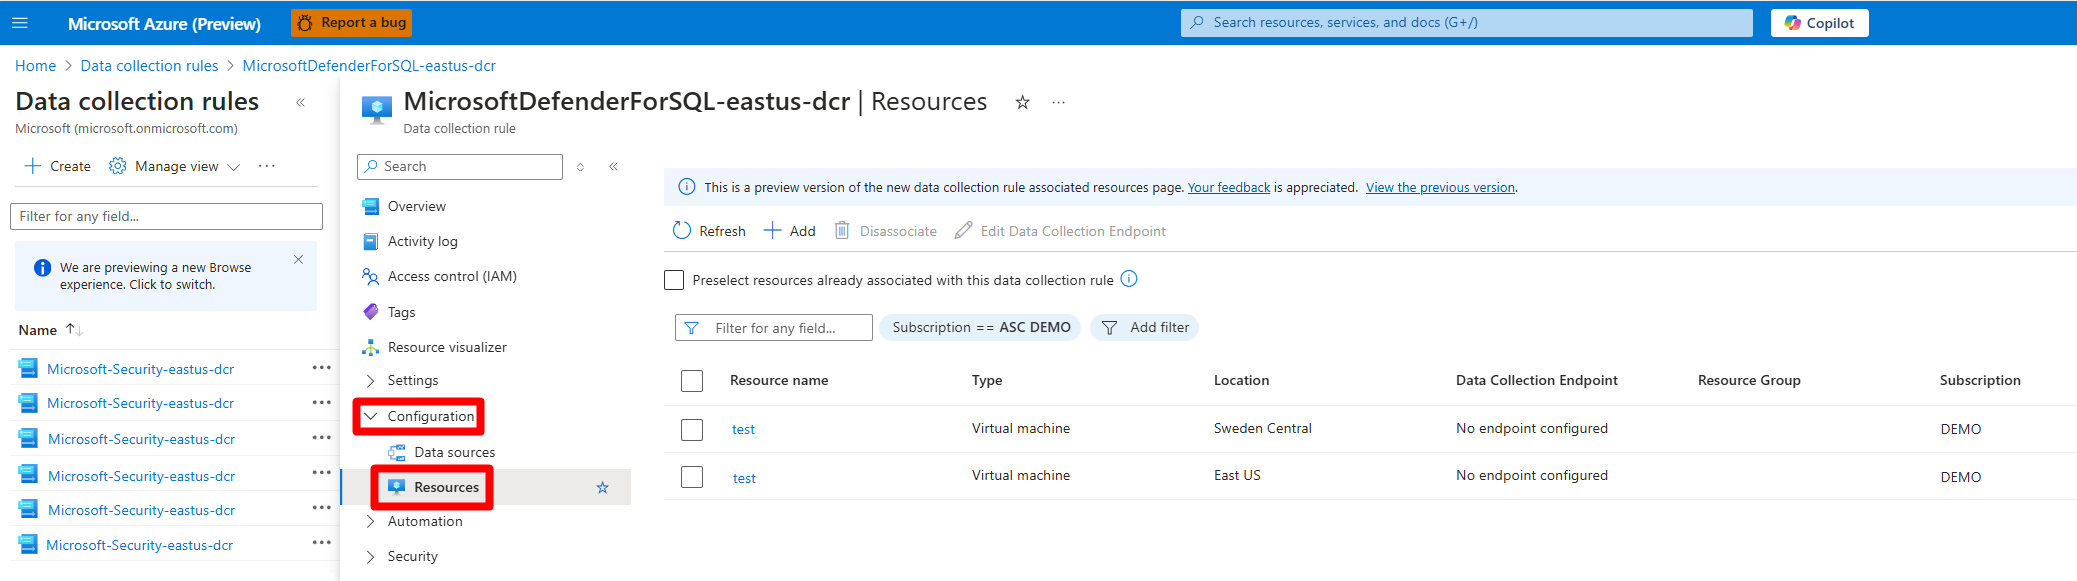 Microsoft Azure (Preview)
Report a bug
Search resources, services, and docs (G+/)
Copilot
Home > Data collection rules > MicrosoftDefenderForSQL-eastus-dcr
Data collection rules «
Microsoft (microsoft.onmicrosoft.com)
+ Create Manage view ...
Filter for any field...
We are previewing a new Browse
experience. Click to switch.
Name ↑↓
Microsoft-Security-eastus-dcr
Microsoft-Security-eastus-dcr
Microsoft-Security-eastus-dcr
Microsoft-Security-eastus-dcr
Microsoft-Security-eastus-dcr
Microsoft-Security-eastus-dcr
MicrosoftDefenderForSQL-eastus-dcr | Resources
Data collection rule
Search
Overview
Activity log
Access control (IAM)
Tags
Resource visualizer
Settings
Configuration
Data sources
Resources
Automation
Security
This is a preview version of the new data collection rule associated resources page. Your feedback is appreciated. View the previous version.
Refresh + Add Disassociate Edit Data Collection Endpoint
Preselect resources already associated with this data collection rule
Filter for any field... Subscription == ASC DEMO Add filter
Resource name Type Location Data Collection Endpoint Resource Group Subscription
test Virtual machine Sweden Central No endpoint configured DEMO
test Virtual machine East US No endpoint configured DEMO